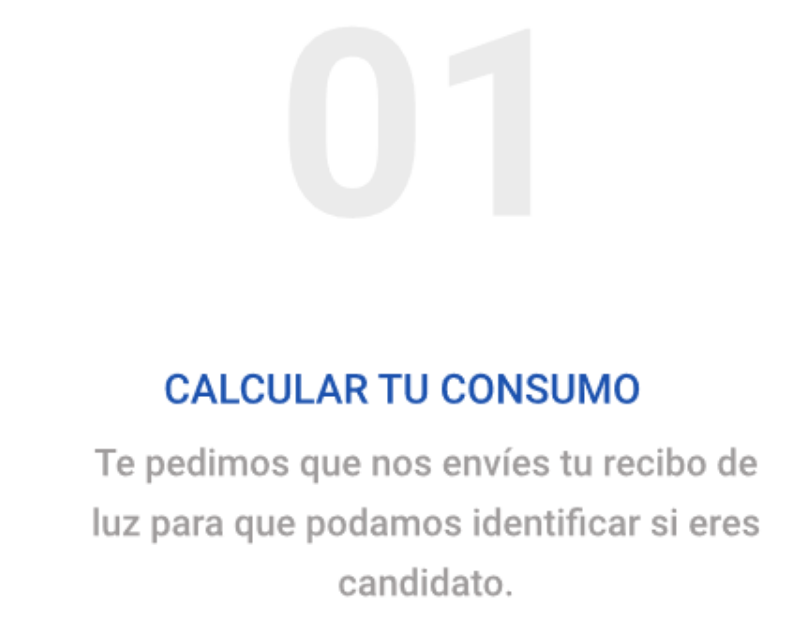 01
CALCULAR TU CONSUMO
Te pedimos que nos envíes tu recibo de
luz para que podamos identificar si eres
candidato.